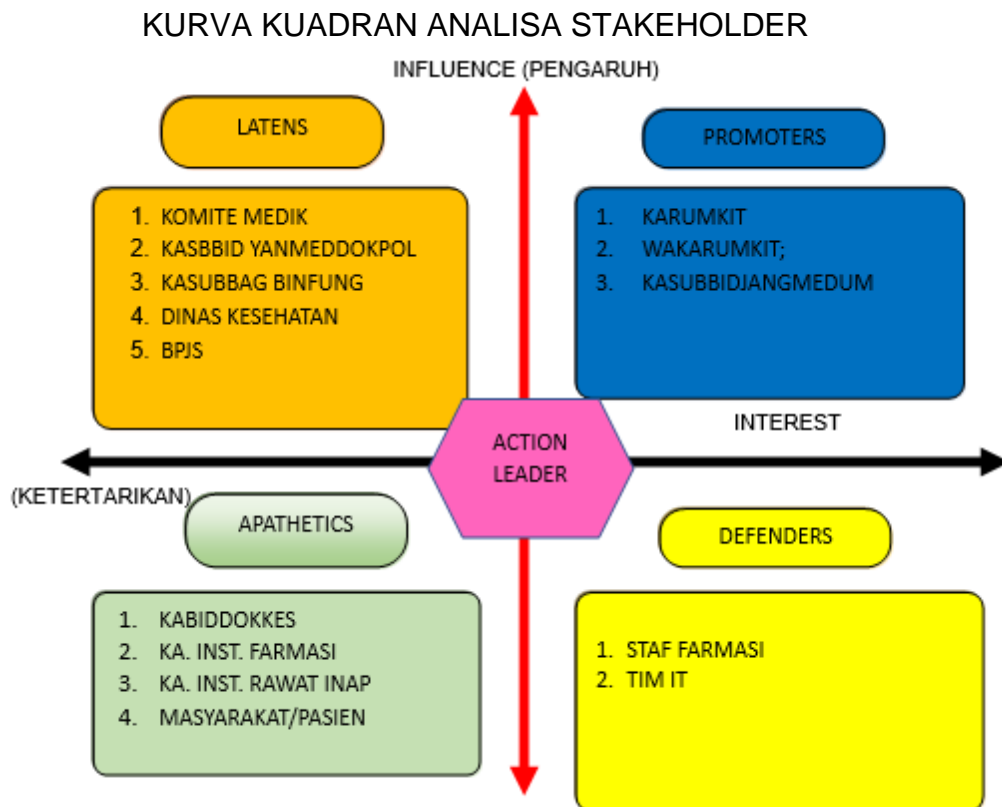 KURVA KUADRAN ANALISA STAKEHOLDER
INFLUENCE (PENGARUH)
LATENS
1. KOMITE MEDIK
2. KASBBID YANMEDDOKPOL
3. KASUBBAG BINFUNG
4. DINAS KESEHATAN
5. BPJS
PROMOTERS
1. KARUMKIT
2. WAKARUMKIT;
3. KASUBBIDJANGMEDUM
INTEREST
ACTION
LEADER
(KETERTARIKAN)
APATHETICS
1. KABIDDOKKES
2. KA. INST. FARMASI
3. KA. INST. RAWAT INAP
4. MASYARAKAT/PASIEN
DEFENDERS
1. STAF FARMASI
2. TIM IT